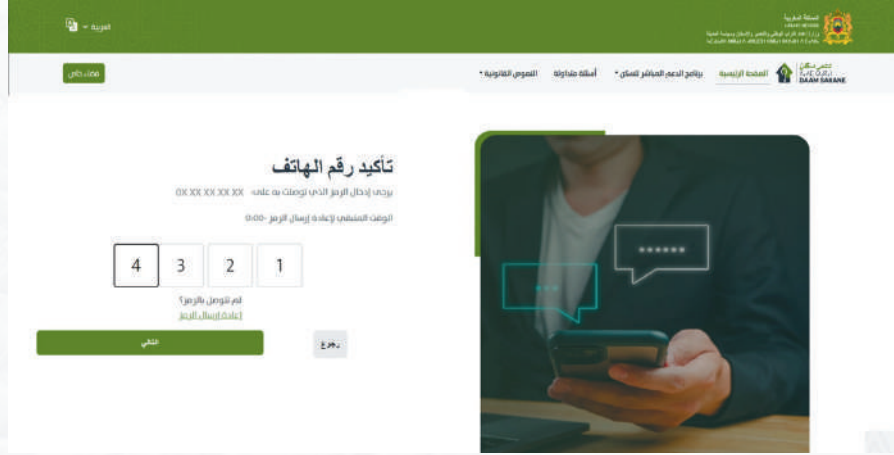 العربية
المملكة المغربية
الصفحة الرئيسية
برنامج الدعم المباشر للسكن
أسئلة متداولة
النصوص القانونية
فضاء خاص
DAAM SAKANE
تأكيد رقم الهاتف
يرجى إدخال الرمز الذي توصلت به على: 0X XX XX XX XX
الوقت المتبقي لإعادة إرسال الرمز -0:00
1 2 3 4
لم تتوصل بالرمز؟
إعادة إرسال الرمز
رجوع
التالي